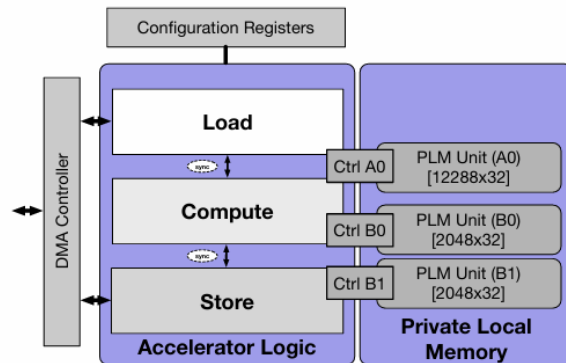 Configuration Registers
DMA Controller
Load
sync
Compute
sync
Store
Accelerator Logic
Ctrl A0
PLM Unit (A0)
[12288x32]
Ctrl B0
PLM Unit (B0)
[2048x32]
Ctrl B1
PLM Unit (B1)
[2048x32]
Private Local
Memory